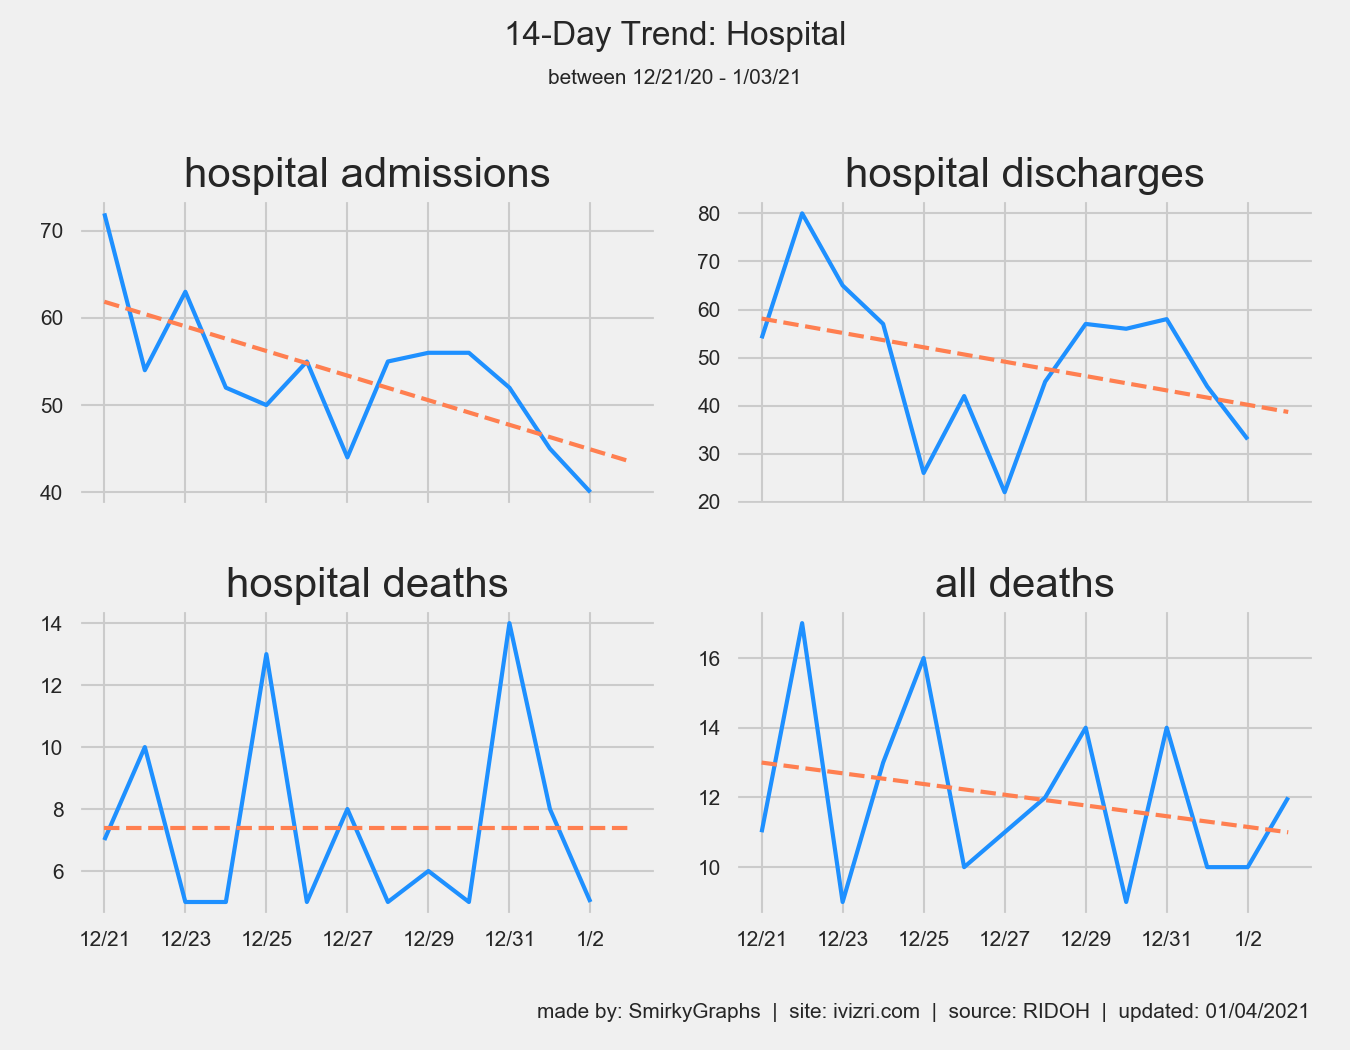 14-Day Trend: Hospital
between 12/21/20 - 1/03/21
hospital admissions
70
60
50
40
hospital discharges
80
70
60
50
40
30
20
hospital deaths
14
12
10
8
6
12/21 12/23 12/25 12/27 12/29 12/31 1/2
all deaths
16
14
12
10
12/21 12/23 12/25 12/27 12/29 12/31 1/2
made by: SmirkyGraphs | site: ivizri.com | source: RIDOH | updated: 01/04/2021